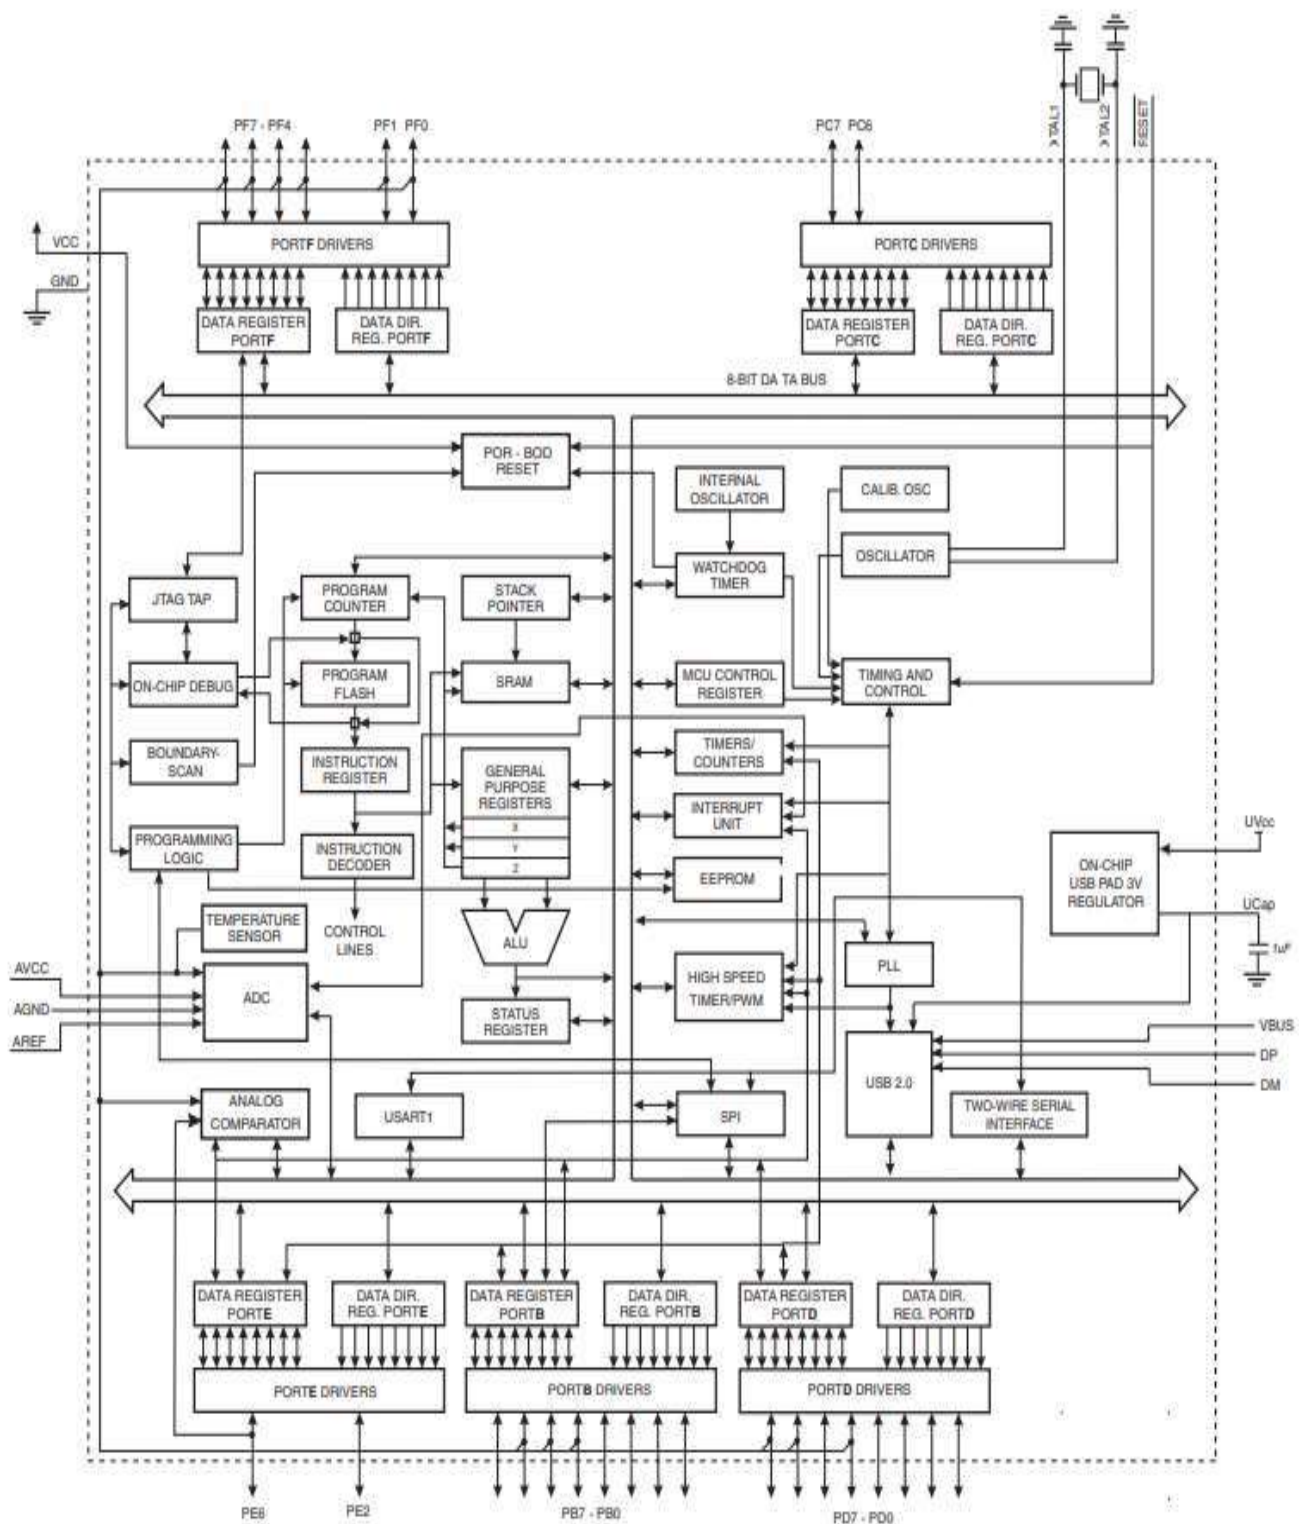 PF7 - PF4
PF1 PF0
PC7 PC6
XTAL1
XTAL2
RESET
VCC
GND
PORTF DRIVERS
PORTC DRIVERS
DATA REGISTER
PORTF
DATA DIR.
REG. PORTF
DATA REGISTER
PORTC
DATA DIR.
REG. PORTC
8-BIT DA TA BUS
POR - BOD
RESET
INTERNAL
OSCILLATOR
CALIB. OSC
OSCILLATOR
WATCHDOG
TIMER
JTAG TAP
PROGRAM
COUNTER
STACK
POINTER
ON-CHIP DEBUG
PROGRAM
FLASH
SRAM
MCU CONTROL
REGISTER
TIMING AND
CONTROL
BOUNDARY-
SCAN
INSTRUCTION
REGISTER
GENERAL
PURPOSE
REGISTERS
X
Y
Z
TIMERS/
COUNTERS
INTERRUPT
UNIT
PROGRAMMING
LOGIC
INSTRUCTION
DECODER
EEPROM
ON-CHIP
USB PAD 3V
REGULATOR
UVcc
UCap
1uF
TEMPERATURE
SENSOR
CONTROL
LINES
ALU
PLL
AVCC
AGND
AREF
ADC
STATUS
REGISTER
HIGH SPEED
TIMER/PWM
VBUS
DP
DM
ANALOG
COMPARATOR
USART1
SPI
USB 2.0
TWO-WIRE SERIAL
INTERFACE
DATA REGISTER
PORTE
DATA DIR.
REG. PORTE
DATA REGISTER
PORTB
DATA DIR.
REG. PORTB
DATA REGISTER
PORTD
DATA DIR.
REG. PORTD
PORTE DRIVERS
PORTB DRIVERS
PORTD DRIVERS
PE6
PE2
PB7 - PB0
PD7 - PD0